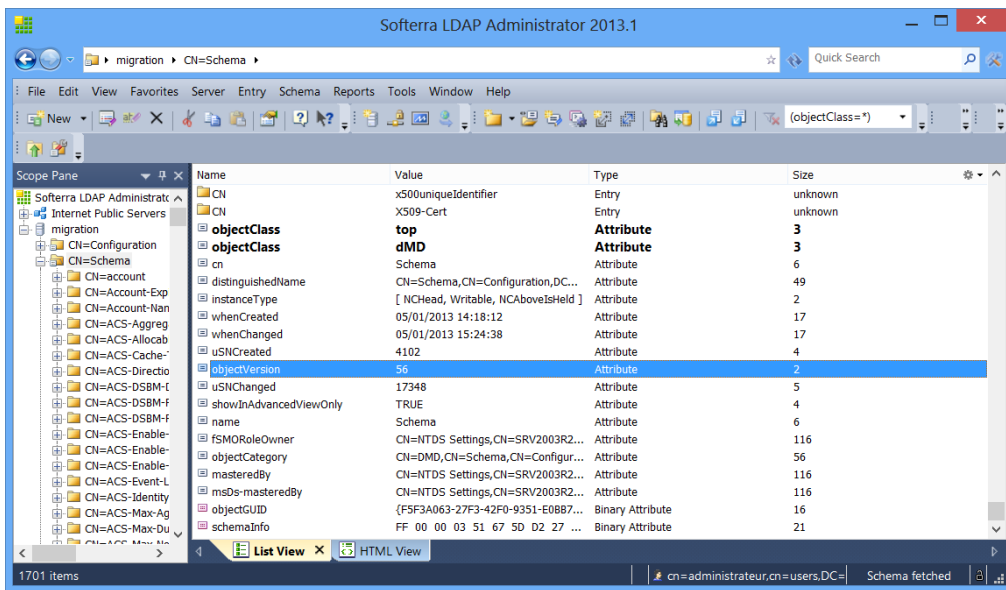 Softerra LDAP Administrator 2013.1
migration CN=Schema
Quick Search
File Edit View Favorites Server Entry Schema Reports Tools Window Help
New (objectClass=*)
Scope Pane
Softerra LDAP Administratc
Internet Public Servers
migration
CN=Configuration
CN=Schema
CN=account
CN=Account-Exp
CN=Account-Nan
CN=ACS-Aggreg
CN=ACS-Allocab
CN=ACS-Cache-
CN=ACS-Directio
CN=ACS-DSBM-D
CN=ACS-DSBM-F
CN=ACS-DSBM-F
CN=ACS-Enable-
CN=ACS-Enable-
CN=ACS-Enable-
CN=ACS-Event-L
CN=ACS-Identity
CN=ACS-Max-Ag
CN=ACS-Max-Du
Name Value Type Size
CN x500uniqueIdentifier Entry unknown
CN X509-Cert Entry unknown
objectClass top Attribute 3
objectClass dMD Attribute 3
cn Schema Attribute 6
distinguishedName CN=Schema,CN=Configuration,DC... Attribute 49
instanceType [ NCHead, Writable, NCAboveIsHeld ] Attribute 2
whenCreated 05/01/2013 14:18:12 Attribute 17
whenChanged 05/01/2013 15:24:38 Attribute 17
uSNCreated 4102 Attribute 4
objectVersion 56 Attribute 2
uSNChanged 17348 Attribute 5
showInAdvancedViewOnly TRUE Attribute 4
name Schema Attribute 6
fSMORoleOwner CN=NTDS Settings,CN=SRV2003R2... Attribute 116
objectCategory CN=DMD,CN=Schema,CN=Configur... Attribute 56
masteredBy CN=NTDS Settings,CN=SRV2003R2... Attribute 116
msDs-masteredBy CN=NTDS Settings,CN=SRV2003R2... Attribute 116
objectGUID {F5F3A063-27F3-42F0-9351-E0BB7... Binary Attribute 16
schemaInfo FF 00 00 03 51 67 5D D2 27 ... Binary Attribute 21
List View HTML View
1701 items
cn=administrateur,cn=users,DC= Schema fetched